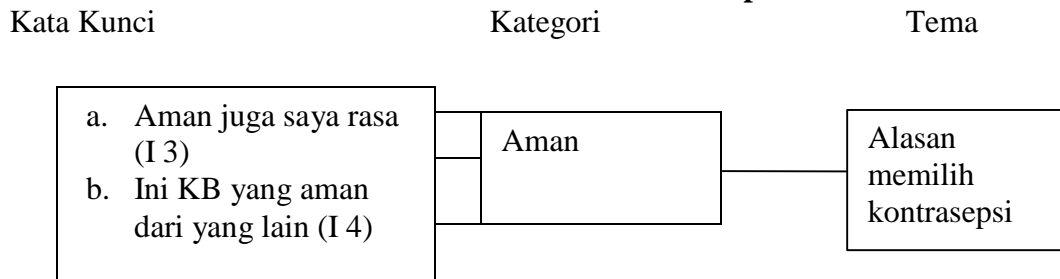 Kata Kunci Kategori Tema
a. Aman juga saya rasa
(I 3)
b. Ini KB yang aman
dari yang lain (I 4)
Aman
Alasan
memilih
kontrasepsi